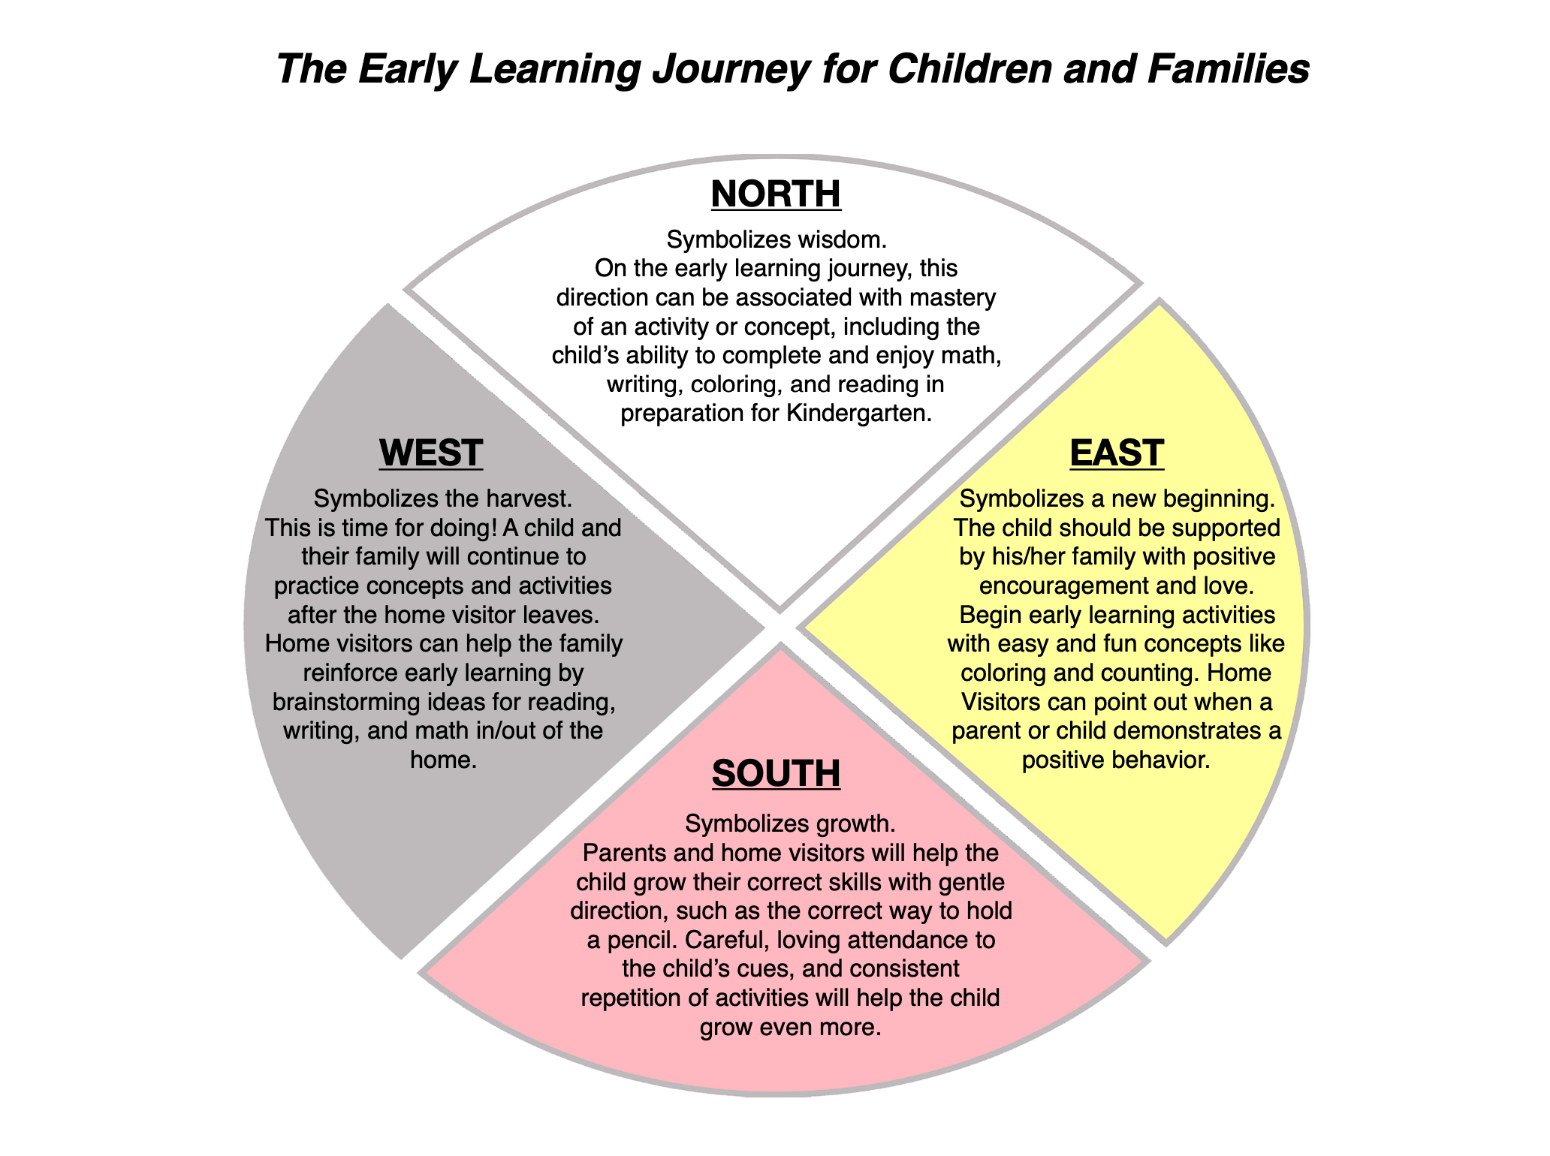 The Early Learning Journey for Children and Families
NORTH
Symbolizes wisdom.
On the early learning journey, this
direction can be associated with mastery
of an activity or concept, including the
child’s ability to complete and enjoy math,
writing, coloring, and reading in
preparation for Kindergarten.
WEST
Symbolizes the harvest.
This is time for doing! A child and
their family will continue to
practice concepts and activities
after the home visitor leaves.
Home visitors can help the family
reinforce early learning by
brainstorming ideas for reading,
writing, and math in/out of the
home.
EAST
Symbolizes a new beginning.
The child should be supported
by his/her family with positive
encouragement and love.
Begin early learning activities
with easy and fun concepts like
coloring and counting. Home
Visitors can point out when a
parent or child demonstrates a
positive behavior.
SOUTH
Symbolizes growth.
Parents and home visitors will help the
child grow their correct skills with gentle
direction, such as the correct way to hold
a pencil. Careful, loving attendance to
the child’s cues, and consistent
repetition of activities will help the child
grow even more.